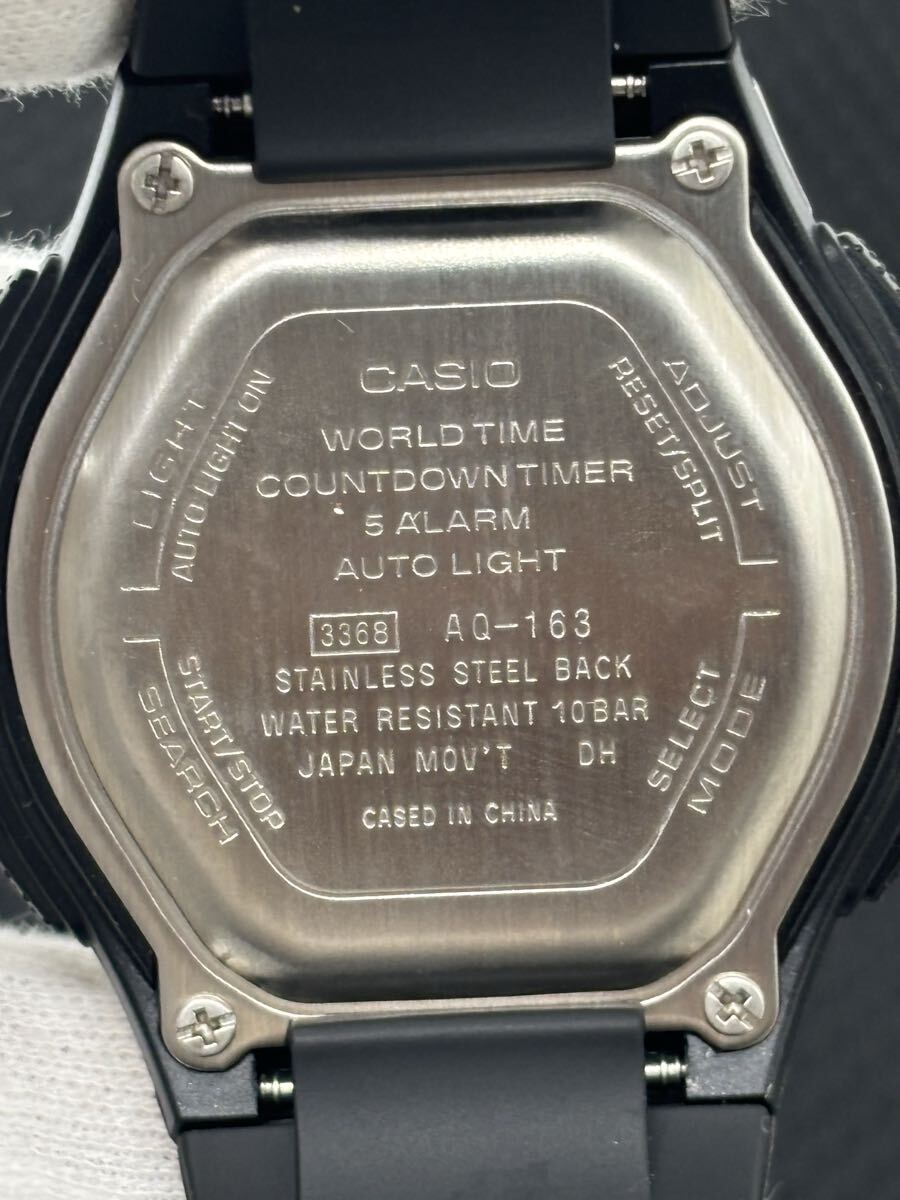 CASIO
WORLD TIME
COUNTDOWN TIMER
5 ALARM
AUTO LIGHT
3368 AQ-163
STAINLESS STEEL BACK
WATER RESISTANT 10BAR
JAPAN MOV'T DH
CASED IN CHINA
LIGHT
AUTO LIGHT ON
ADJUST
RESET/SPLIT
SEARCH
START/STOP
SELECT
MODE